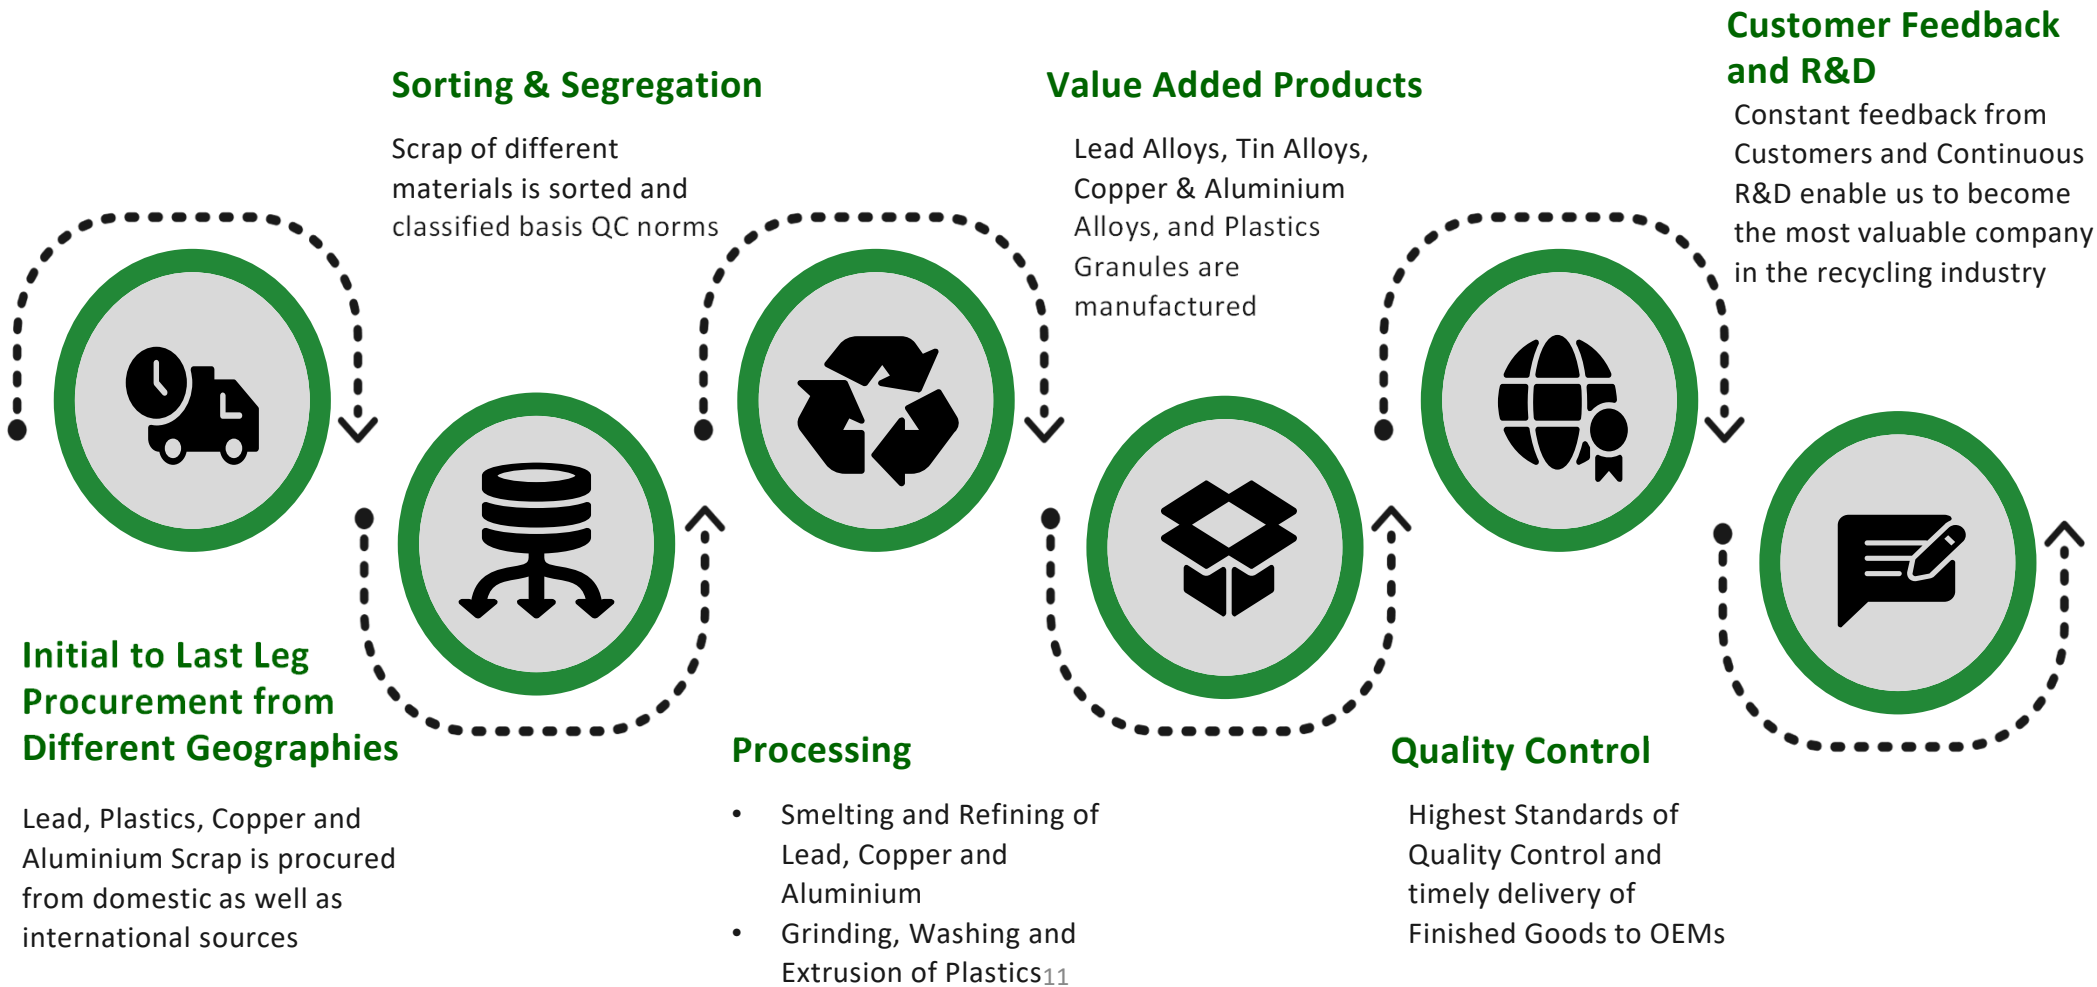 Initial to Last Leg
Procurement from
Different Geographies
Lead, Plastics, Copper and
Aluminium Scrap is procured
from domestic as well as
international sources
Sorting & Segregation
Scrap of different
materials is sorted and
classified basis QC norms
Processing
• Smelting and Refining of
Lead, Copper and
Aluminium
• Grinding, Washing and
Extrusion of Plastics
11
Value Added Products
Lead Alloys, Tin Alloys,
Copper & Aluminium
Alloys, and Plastics
Granules are
manufactured
Quality Control
Highest Standards of
Quality Control and
timely delivery of
Finished Goods to OEMs
Customer Feedback
and R&D
Constant feedback from
Customers and Continuous
R&D enable us to become
the most valuable company
in the recycling industry